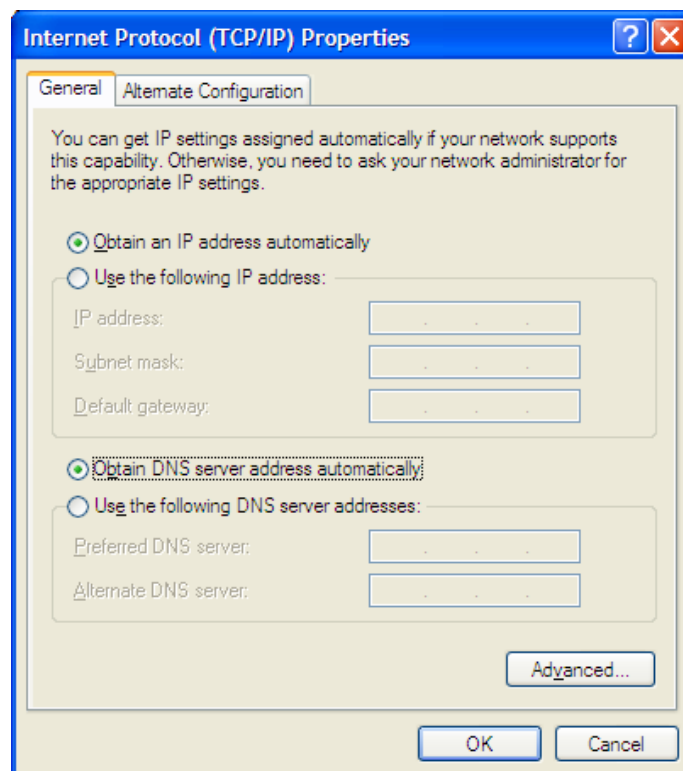 Internet Protocol (TCP/IP) Properties
General
Alternate Configuration
You can get IP settings assigned automatically if your network supports
this capability. Otherwise, you need to ask your network administrator for
the appropriate IP settings.
Obtain an IP address automatically
Use the following IP address:
IP address:
Subnet mask:
Default gateway:
Obtain DNS server address automatically
Use the following DNS server addresses:
Preferred DNS server:
Alternate DNS server:
Advanced...
OK
Cancel